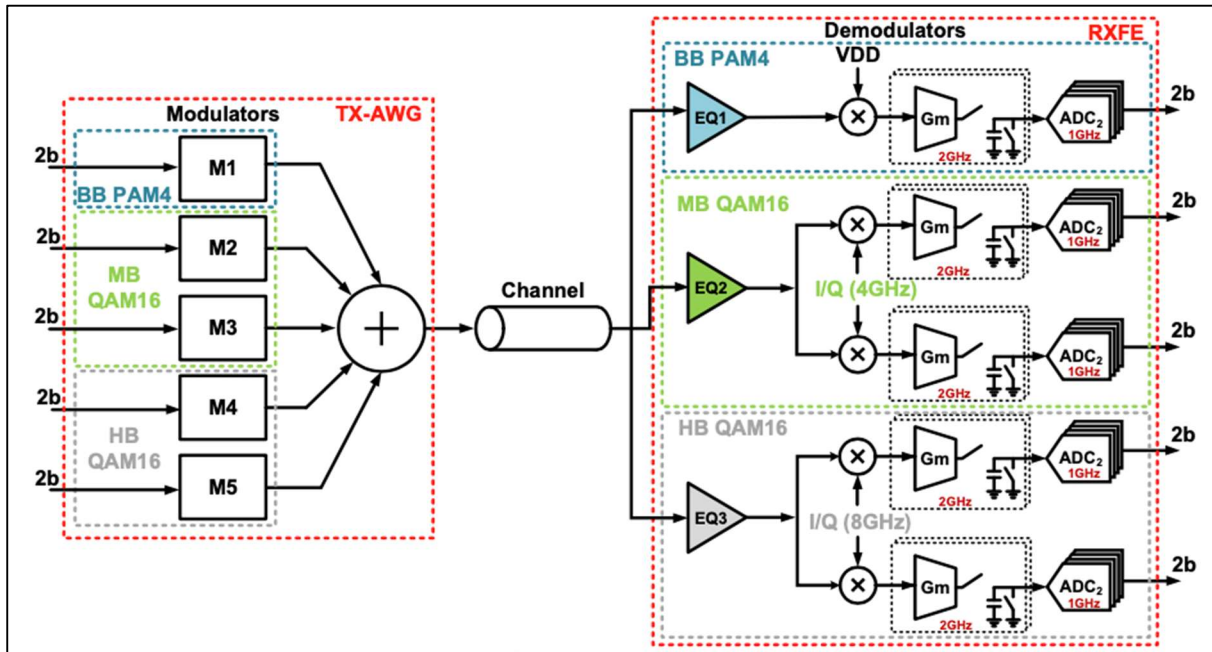 Modulators
TX-AWG
2b
M1
BB PAM4
2b
M2
MB
QAM16
2b
M3
2b
M4
HB
QAM16
2b
M5
+
Channel
Demodulators
RXFE
BB PAM4
VDD
EQ1
×
Gm
2GHz
ADC2
1GHz
2b
MB QAM16
EQ2
×
Gm
2GHz
ADC2
1GHz
2b
I/Q (4GHz)
×
Gm
2GHz
ADC2
1GHz
2b
HB QAM16
EQ3
×
Gm
2GHz
ADC2
1GHz
2b
I/Q (8GHz)
×
Gm
2GHz
ADC2
1GHz
2b